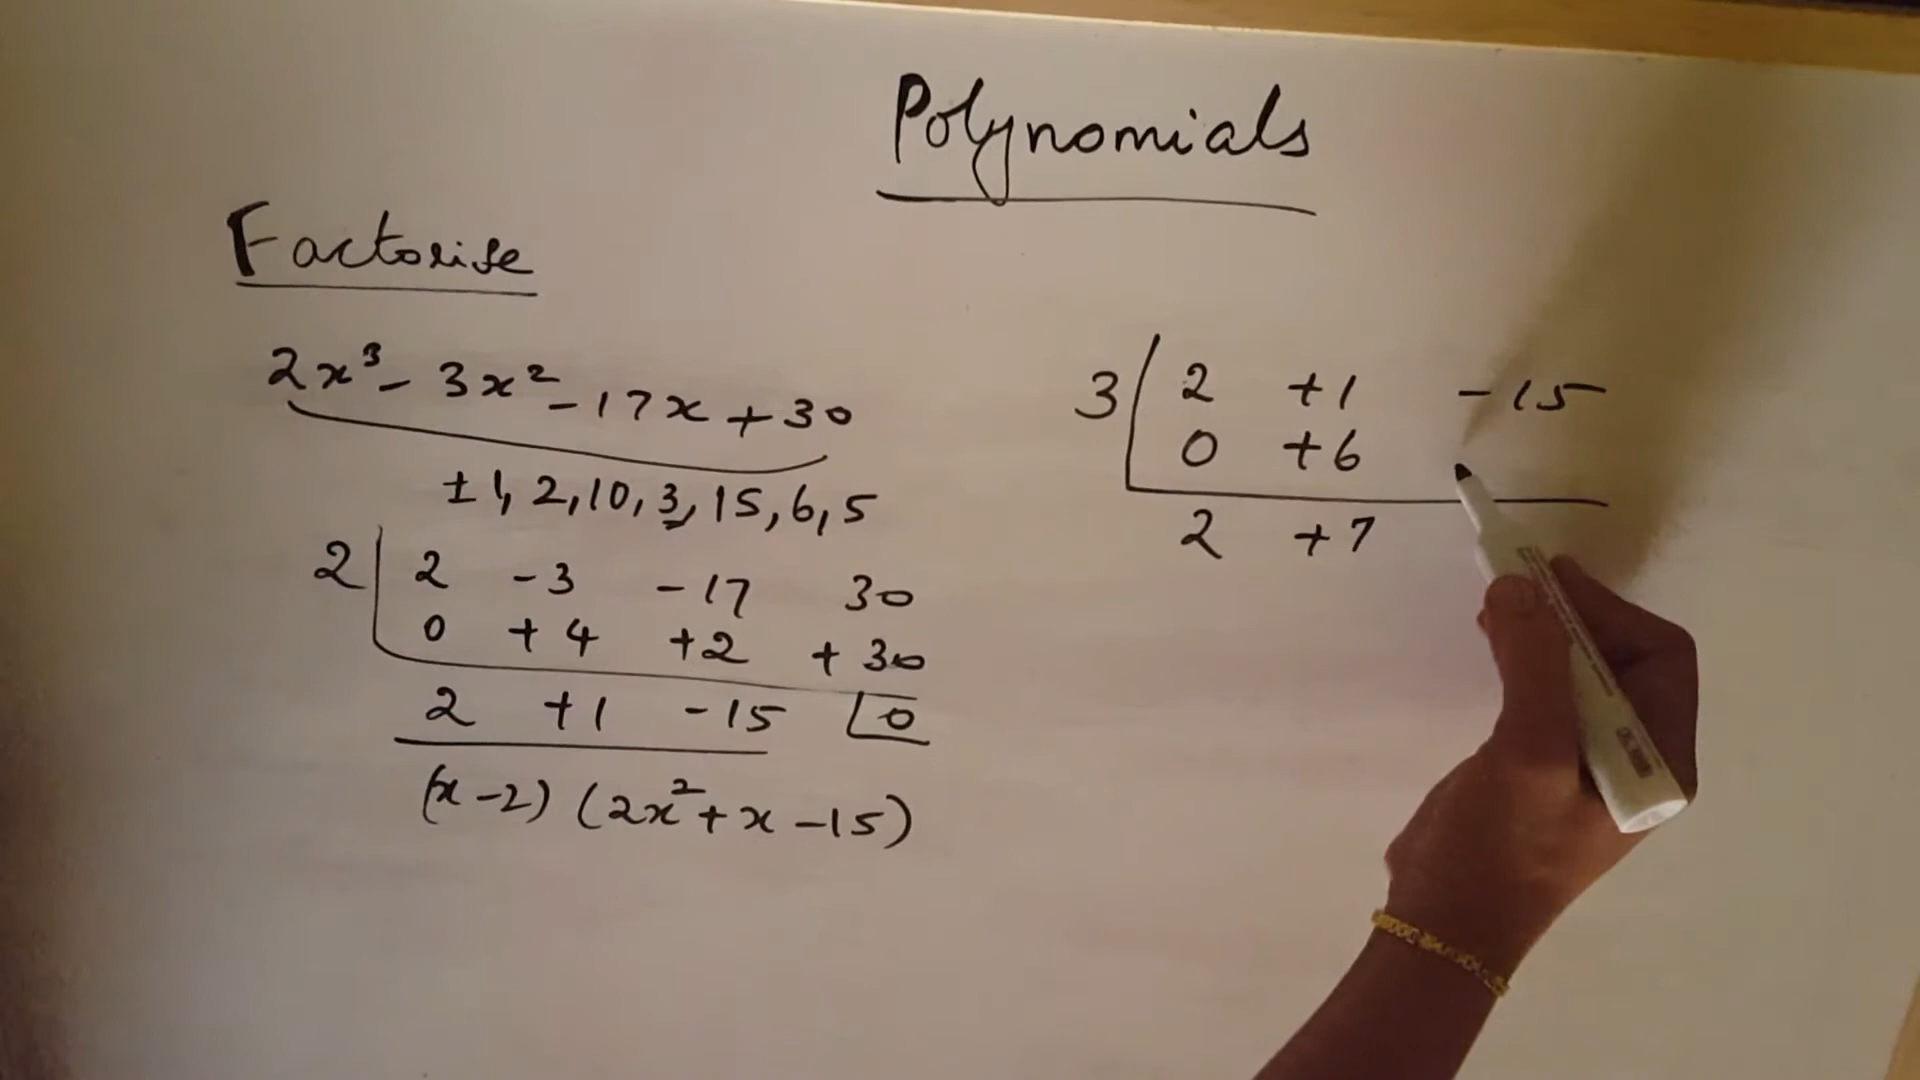 Polynomials
Factorise
2x³ - 3x² - 17x + 30
± 1, 2, 10, 3, 15, 6, 5
2 | 2 -3 -17 30
0 +4 +2 +30
2 +1 -15 | 0
(x - 2) (2x² + x - 15)
3 | 2 +1 -15
0 +6
2 +7